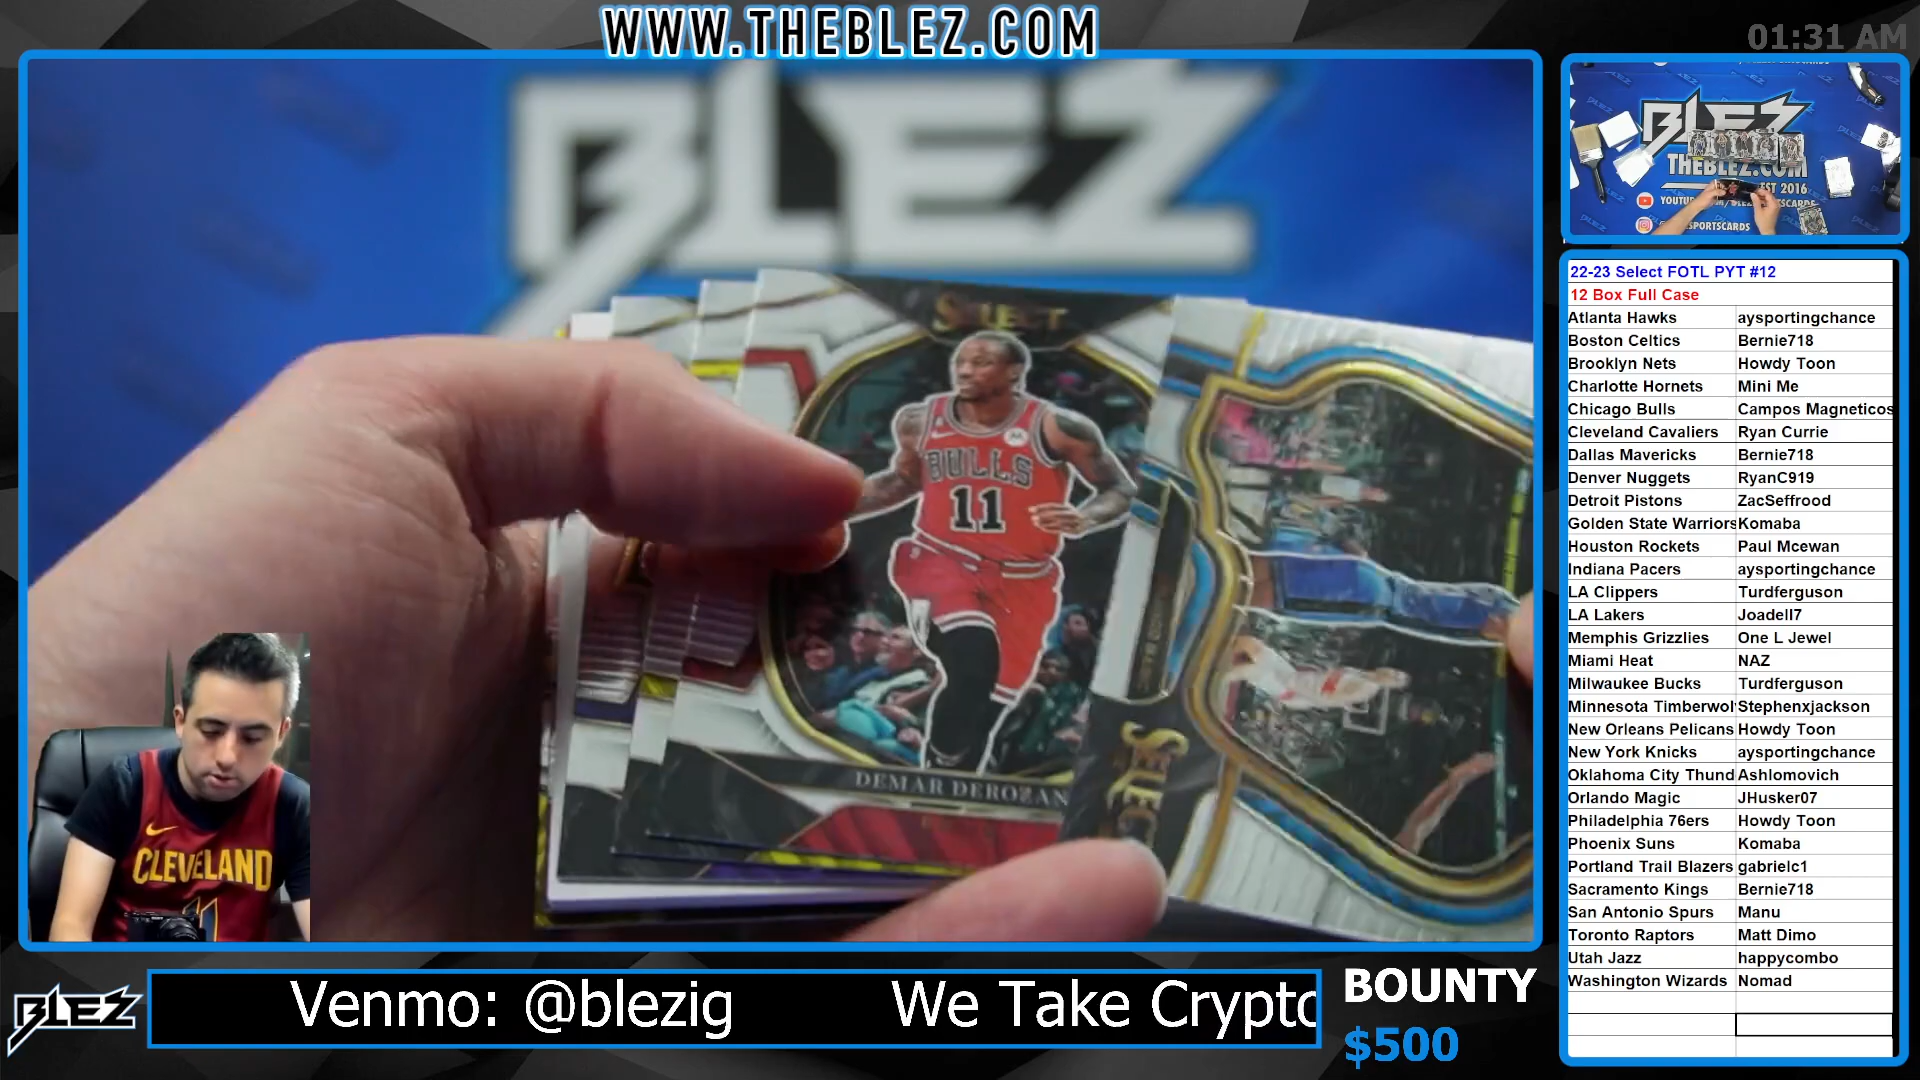 WWW.THEBLEZ.COM
01:31 AM
BLEZ
SELECT
BULLS
11
DEMAR DEROZAN
SELECT
CLEVELAND
BLEZ
THEBLEZ.COM
EST 2016
22-23 Select FOTL PYT #12
12 Box Full Case
Atlanta Hawks aysportingchance
Boston Celtics Bernie718
Brooklyn Nets Howdy Toon
Charlotte Hornets Mini Me
Chicago Bulls Campos Magneticos
Cleveland Cavaliers Ryan Currie
Dallas Mavericks Bernie718
Denver Nuggets RyanC919
Detroit Pistons ZacSeffrood
Golden State Warriors Komaba
Houston Rockets Paul Mcewan
Indiana Pacers aysportingchance
LA Clippers Turdferguson
LA Lakers Joadell7
Memphis Grizzlies One L Jewel
Miami Heat NAZ
Milwaukee Bucks Turdferguson
Minnesota Timberwol Stephenxjackson
New Orleans Pelicans Howdy Toon
New York Knicks aysportingchance
Oklahoma City Thund Ashlomovich
Orlando Magic JHusker07
Philadelphia 76ers Howdy Toon
Phoenix Suns Komaba
Portland Trail Blazers gabrielc1
Sacramento Kings Bernie718
San Antonio Spurs Manu
Toronto Raptors Matt Dimo
Utah Jazz happycombo
Washington Wizards Nomad
BLEZ
Venmo: @blezig We Take Crypto
BOUNTY
$500